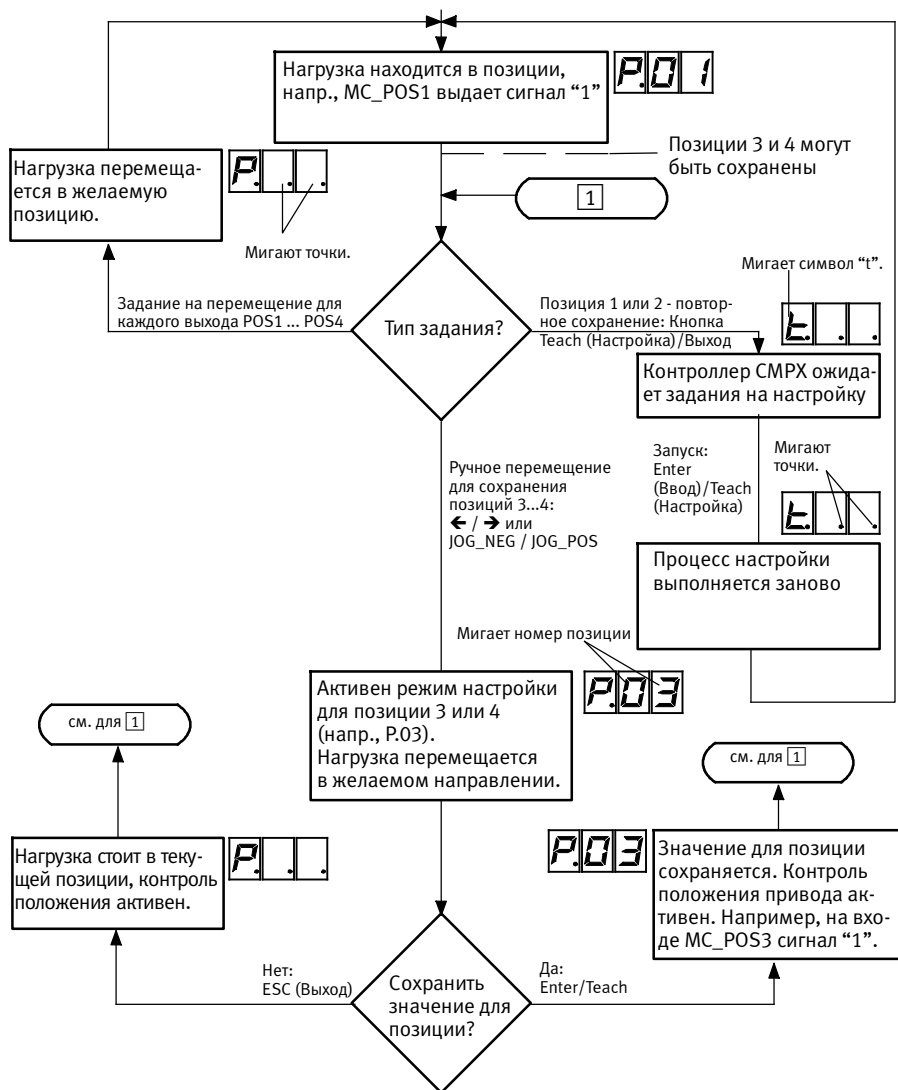 Нагрузка находится в позиции,
напр., MC_POS1 выдает сигнал “1”
P.01
Позиции 3 и 4 могут
быть сохранены
1
Нагрузка перемеща-
ется в желаемую
позицию.
P. . .
Мигают точки.
Задание на перемещение для
каждого выхода POS1 ... POS4
Тип задания?
Позиция 1 или 2 - повтор-
ное сохранение: Кнопка
Teach (Настройка)/Выход
Мигает символ “t”.
t. . .
Контроллер CMPX ожида-
ет задания на настройку
Запуск:
Enter
(Ввод)/Teach
(Настройка)
Мигают
точки.
t. . .
Процесс настройки
выполняется заново
Ручное перемещение
для сохранения
позиций 3...4:
🡨 / 🡪 или
JOG_NEG / JOG_POS
Мигает номер позиции
P.03
Активен режим настройки
для позиции 3 или 4
(напр., P.03).
Нагрузка перемещается
в желаемом направлении.
см. для 1
Нагрузка стоит в теку-
щей позиции, контроль
положения активен.
P. . .
Нет:
ESC (Выход)
Сохранить
значение для
позиции?
Да:
Enter/Teach
P.03
Значение для позиции
сохраняется. Контроль
положения привода ак-
тивен. Например, на вхо-
де MC_POS3 сигнал “1”.
см. для 1